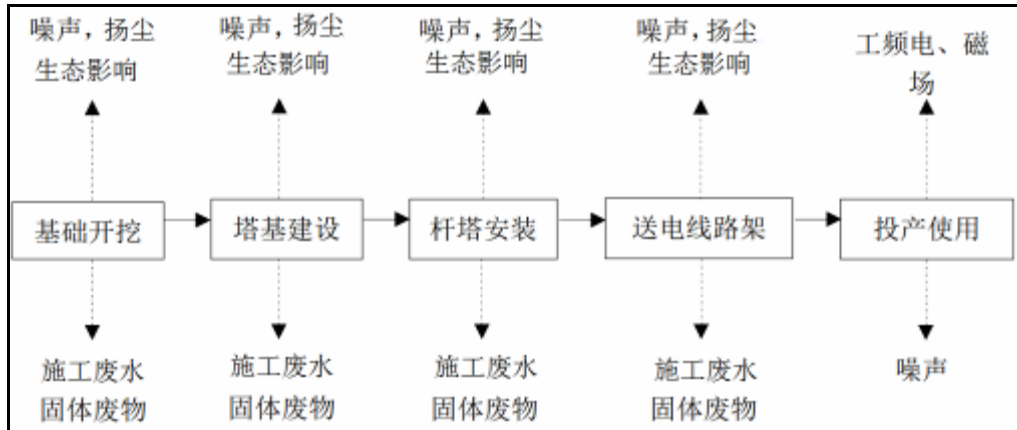 噪声，扬尘
生态影响
噪声，扬尘
生态影响
噪声，扬尘
生态影响
噪声，扬尘
生态影响
工频电、磁
场
基础开挖
塔基建设
杆塔安装
送电线路架
投产使用
施工废水
固体废物
施工废水
固体废物
施工废水
固体废物
施工废水
固体废物
噪声